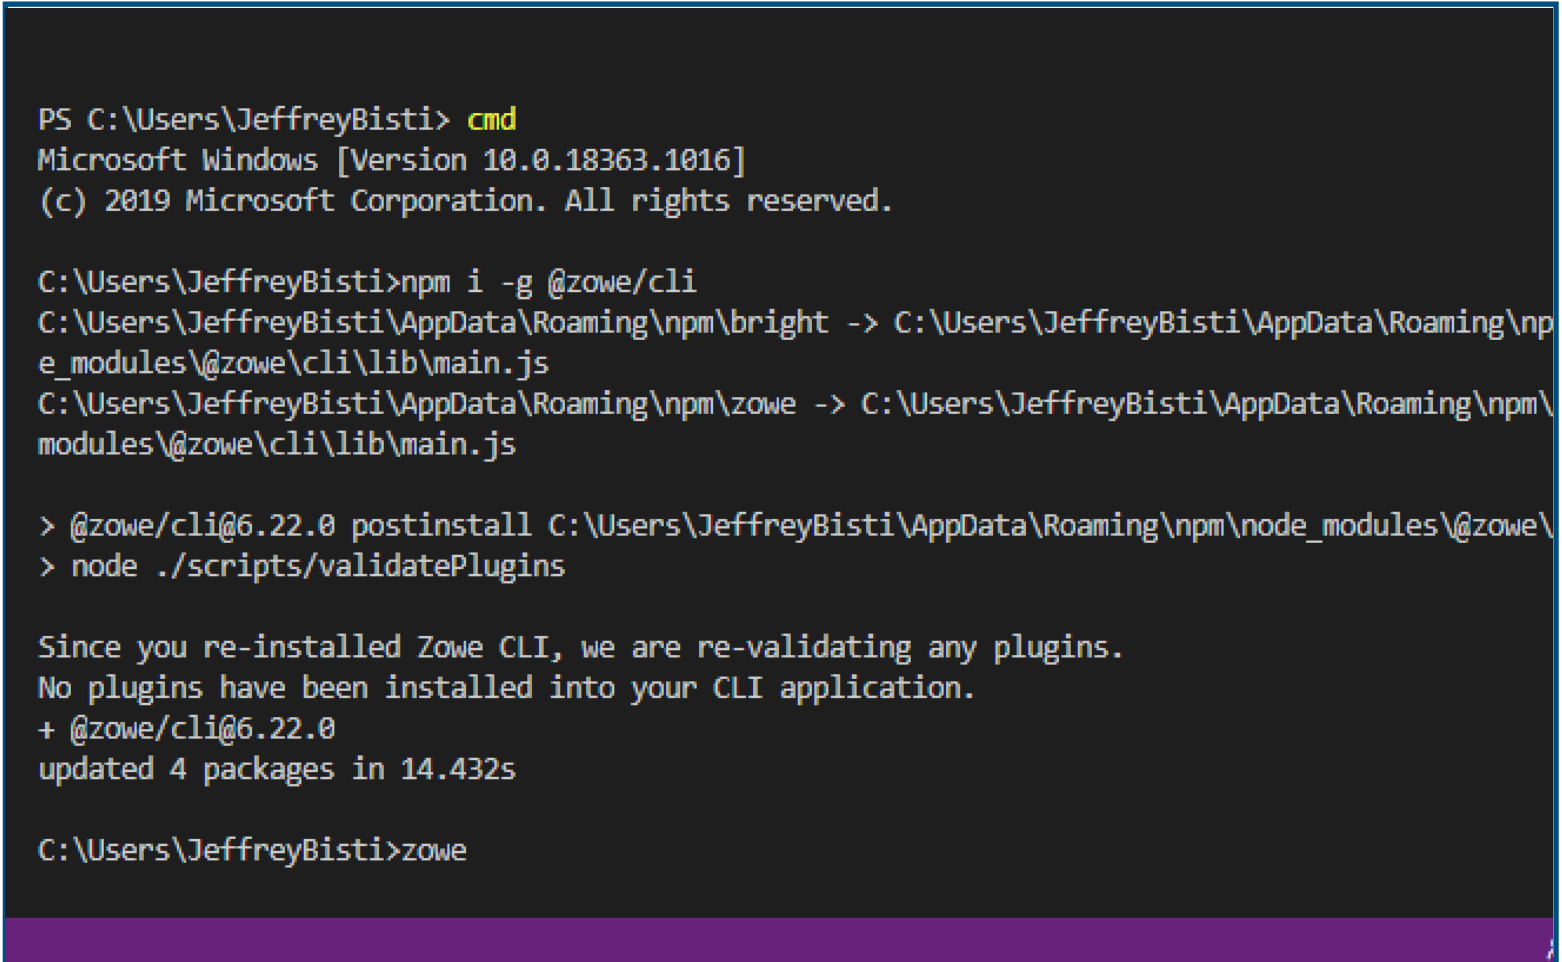 PS C:\Users\JeffreyBisti> cmd
Microsoft Windows [Version 10.0.18363.1016]
(c) 2019 Microsoft Corporation. All rights reserved.
C:\Users\JeffreyBisti>npm i -g @zowe/cli
C:\Users\JeffreyBisti\AppData\Roaming\npm\bright -> C:\Users\JeffreyBisti\AppData\Roaming\np
e_modules\@zowe\cli\lib\main.js
C:\Users\JeffreyBisti\AppData\Roaming\npm\zowe -> C:\Users\JeffreyBisti\AppData\Roaming\npm\
modules\@zowe\cli\lib\main.js
> @zowe/cli@6.22.0 postinstall C:\Users\JeffreyBisti\AppData\Roaming\npm\node_modules\@zowe\
> node ./scripts/validatePlugins
Since you re-installed Zowe CLI, we are re-validating any plugins.
No plugins have been installed into your CLI application.
+ @zowe/cli@6.22.0
updated 4 packages in 14.432s
C:\Users\JeffreyBisti>zowe